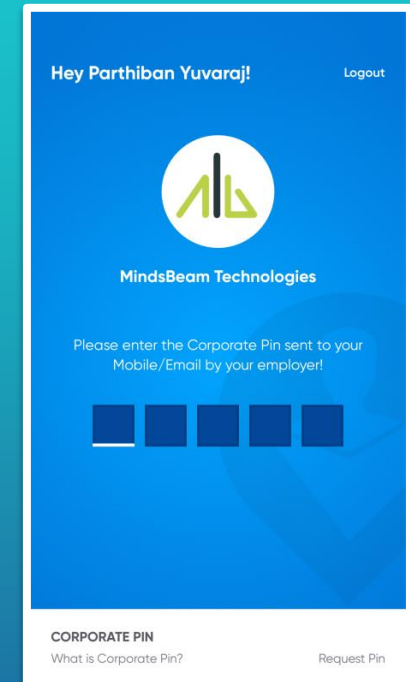 Hey Parthiban Yuvaraj!
Logout
MindsBeam Technologies
Please enter the Corporate Pin sent to your
Mobile/Email by your employer!
CORPORATE PIN
What is Corporate Pin?
Request Pin